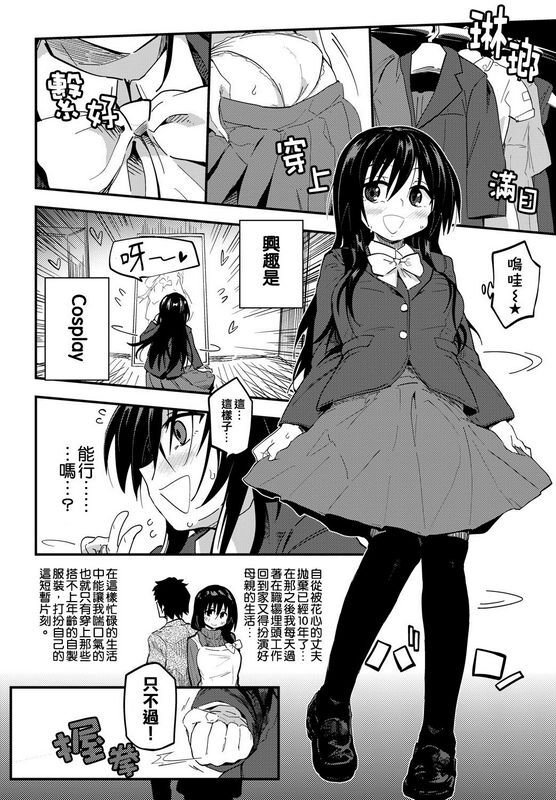 琳瑯
滿目
穿上
繫好
嗚哇~★
興趣是
Cosplay
呀—~♥
這…
這樣子…
能行…
…嗎…?
自從被花心的丈夫
拋棄已經10年了…
在那之後我每天過
著在職場埋頭工作
回到家又得扮演好
母親的生活…
在這樣忙碌的生活
中能讓我喘口氣的
也就只有穿上那些
搭不上年齡的自製
服裝,打扮自己的
這短暫片刻。
只不過！
握拳